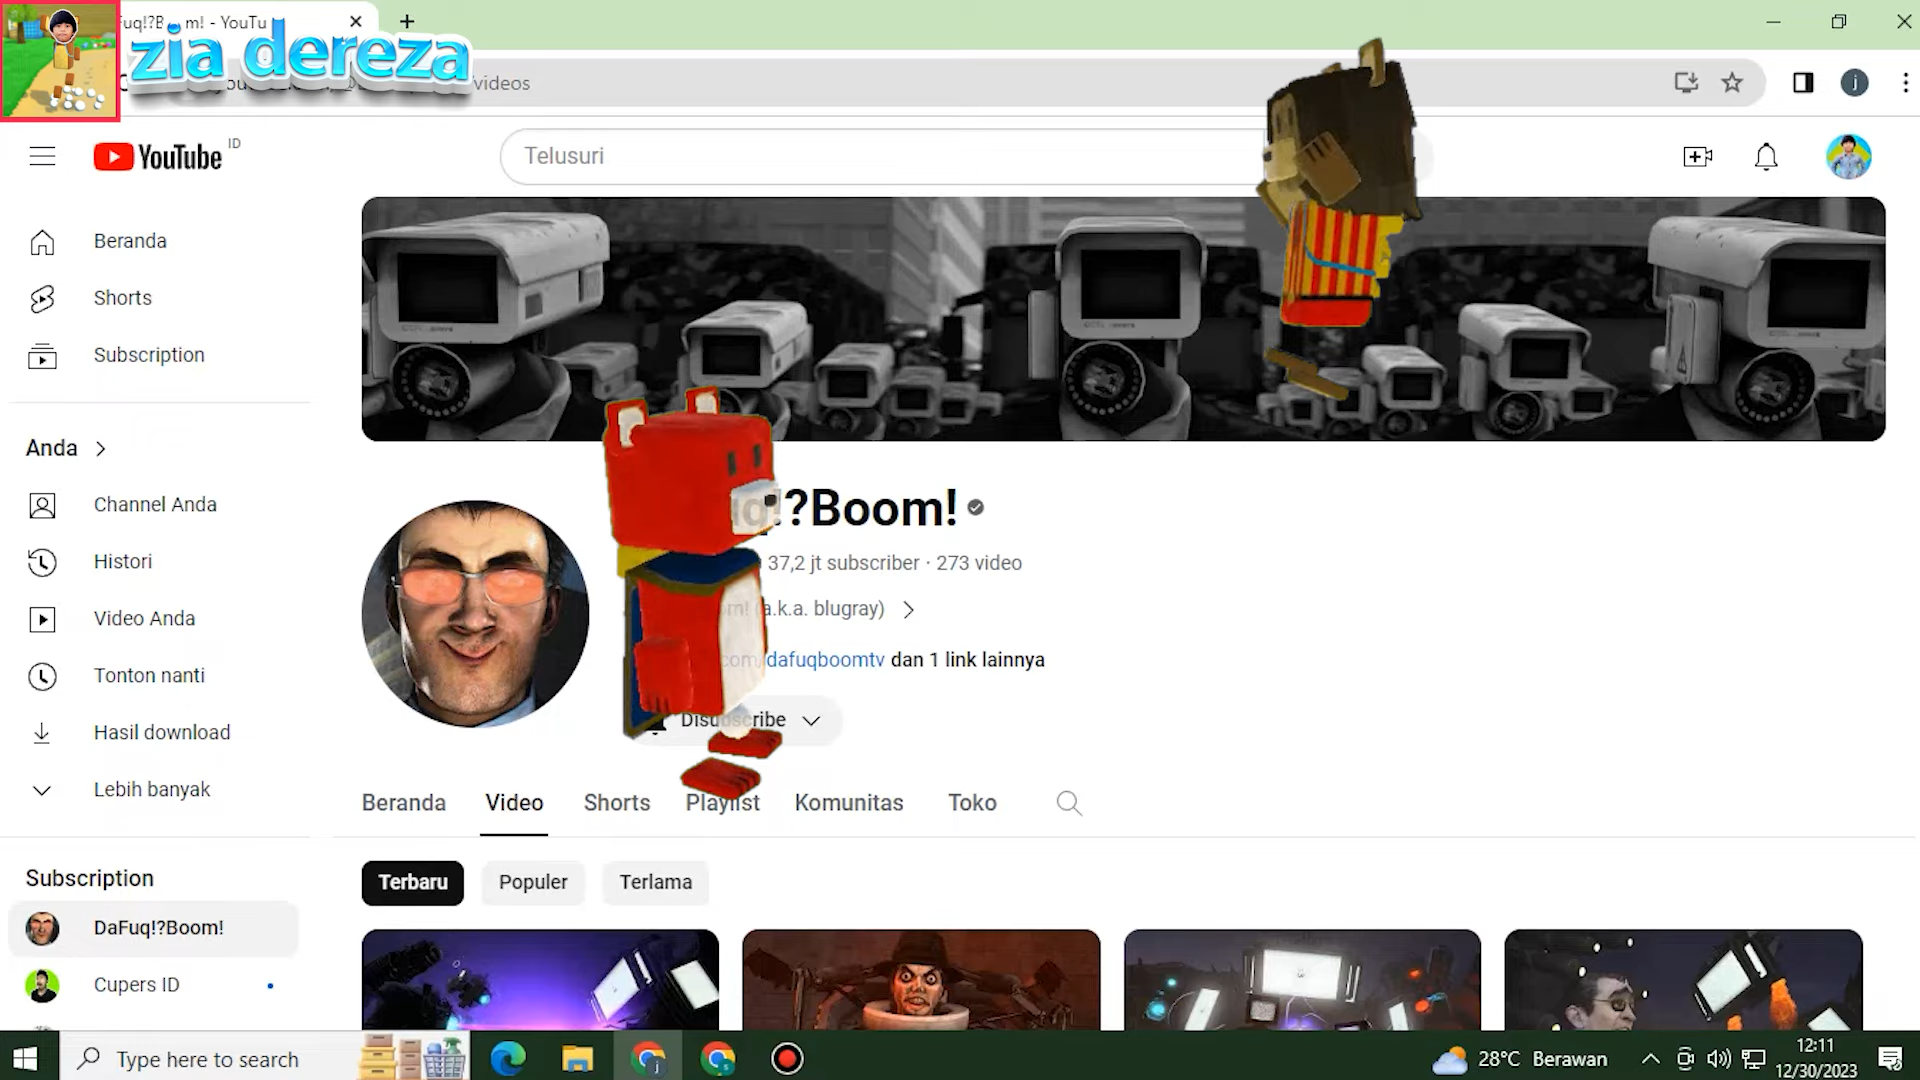 m! - YouTu
zia dereza
videos
YouTube ID
Telusuri
Beranda
Shorts
Subscription
Anda
Channel Anda
Histori
Video Anda
Tonton nanti
Hasil download
Lebih banyak
!?Boom!
37,2 jt subscriber · 273 video
(a.k.a. blugray)
dafuqboomtv dan 1 link lainnya
Disubscribe
Beranda Video Shorts Playlist Komunitas Toko
Terbaru Populer Terlama
Subscription
DaFuq!?Boom!
Cupers ID
Type here to search
28°C Berawan
12:11
12/30/2023